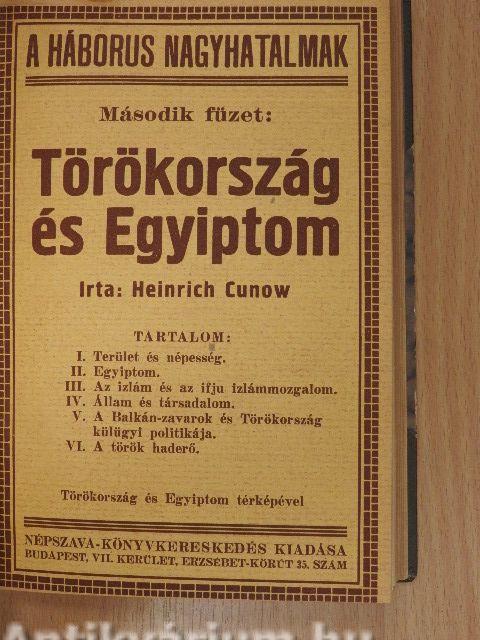 A HÁBORUS NAGYHATALMAK
Második füzet:
Törökország
és Egyiptom
Irta: Heinrich Cunow
TARTALOM:
I. Terület és népesség.
II. Egyiptom.
III. Az izlám és az ifju izlámmozgalom.
IV. Állam és társadalom.
V. A Balkán-zavarok és Törökország
külügyi politikája.
VI. A török haderő.
Törökország és Egyiptom térképével
NÉPSZAVA-KÖNYVKERESKEDÉS KIADÁSA
BUDAPEST, VII. KERÜLET, ERZSÉBET-KÖRÚT 35. SZÁM
Antikvárium.hu